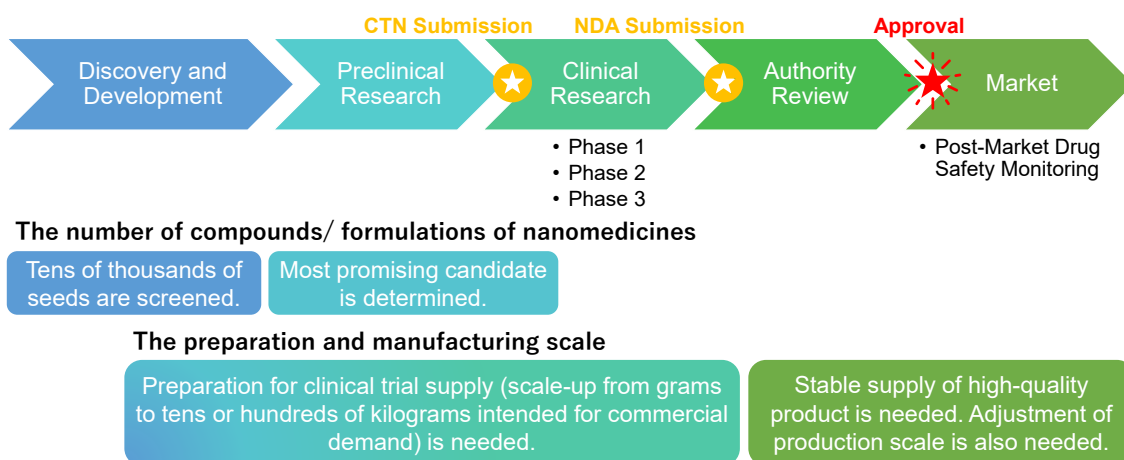 CTN Submission
NDA Submission
Approval
Discovery and
Development
Preclinical
Research
Clinical
Research
Authority
Review
Market
• Phase 1
• Phase 2
• Phase 3
• Post-Market Drug
Safety Monitoring
The number of compounds/ formulations of nanomedicines
Tens of thousands of
seeds are screened.
Most promising candidate
is determined.
The preparation and manufacturing scale
Preparation for clinical trial supply (scale-up from grams
to tens or hundreds of kilograms intended for commercial
demand) is needed.
Stable supply of high-quality
product is needed. Adjustment of
production scale is also needed.